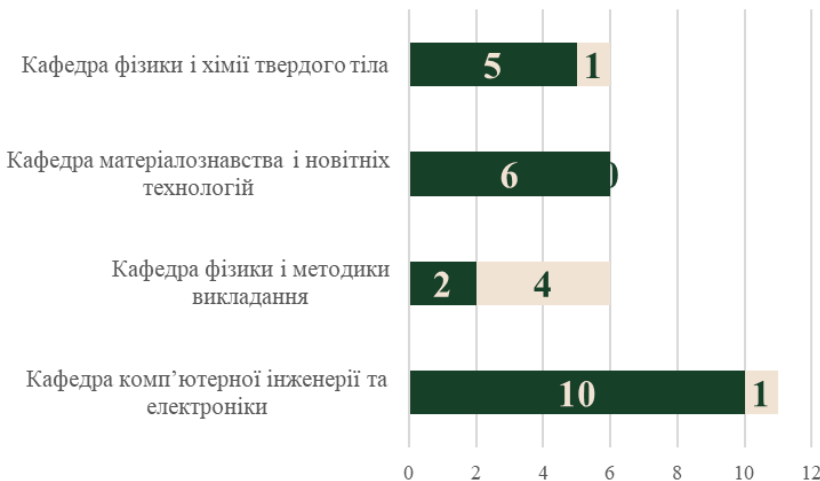 Кафедра фізики і хімії твердого тіла
5 1
Кафедра матеріалознавства і новітніх
технологій
6 0
Кафедра фізики і методики
викладання
2 4
Кафедра комп’ютерної інженерії та
електроніки
10 1
0 2 4 6 8 10 12